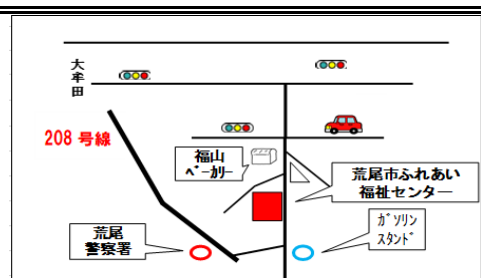 大牟田
208 号線
福山
ﾍﾞｰｶﾘｰ
荒尾市ふれあい
福祉センター
荒尾
警察署
ｶﾞｿﾘﾝ
ｽﾀﾝﾄﾞ